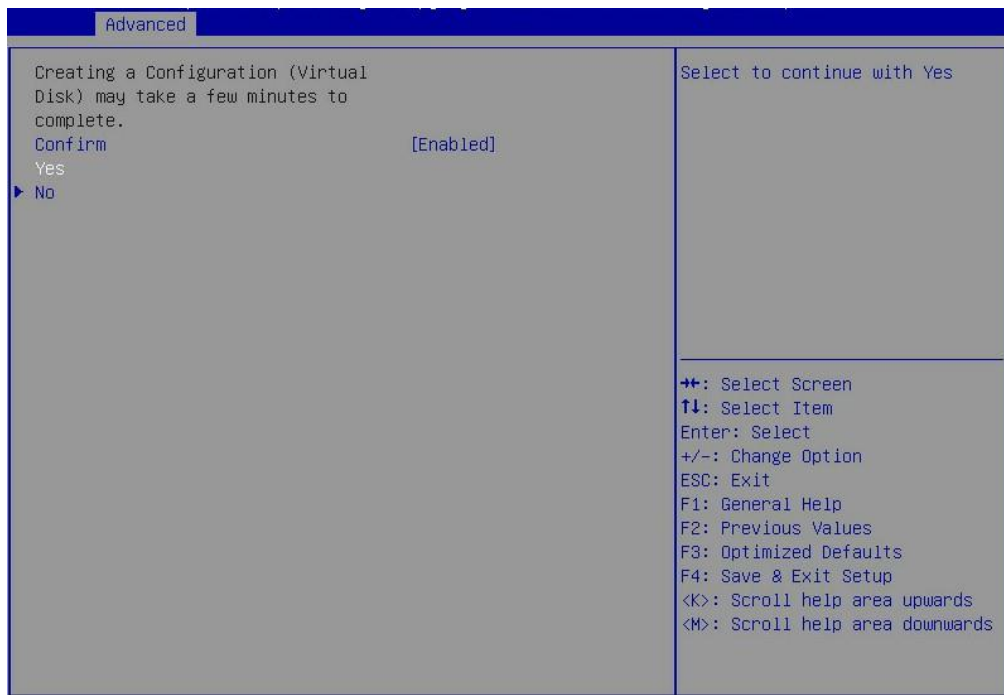 Advanced
Creating a Configuration (Virtual
Disk) may take a few minutes to
complete.
Confirm [Enabled]
Yes
No
Select to continue with Yes
→←: Select Screen
↑↓: Select Item
Enter: Select
+/-: Change Option
ESC: Exit
F1: General Help
F2: Previous Values
F3: Optimized Defaults
F4: Save & Exit Setup
<K>: Scroll help area upwards
<M>: Scroll help area downwards